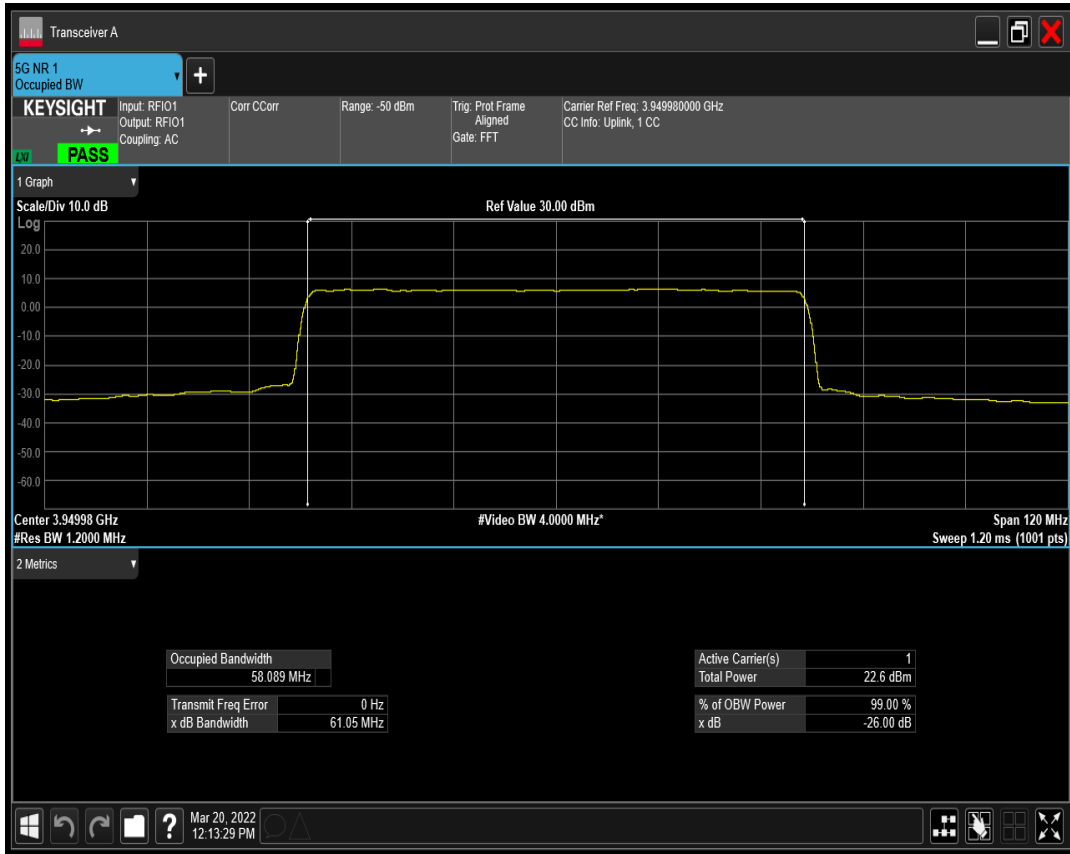 Transceiver A
5G NR 1
Occupied BW
+
KEYSIGHT
LXI
PASS
Input: RFIO1
Output: RFIO1
Coupling: AC
Corr CCorr
Range: -50 dBm
Trig: Prot Frame
Aligned
Gate: FFT
Carrier Ref Freq: 3.949980000 GHz
CC Info: Uplink, 1 CC
1 Graph
Scale/Div 10.0 dB
Ref Value 30.00 dBm
Log
20.0
10.0
0.00
-10.0
-20.0
-30.0
-40.0
-50.0
-60.0
Center 3.94998 GHz
#Video BW 4.0000 MHz*
Span 120 MHz
#Res BW 1.2000 MHz
Sweep 1.20 ms (1001 pts)
2 Metrics
Occupied Bandwidth
58.089 MHz
Transmit Freq Error 0 Hz
x dB Bandwidth 61.05 MHz
Active Carrier(s) 1
Total Power 22.6 dBm
% of OBW Power 99.00 %
x dB -26.00 dB
?
Mar 20, 2022
12:13:29 PM